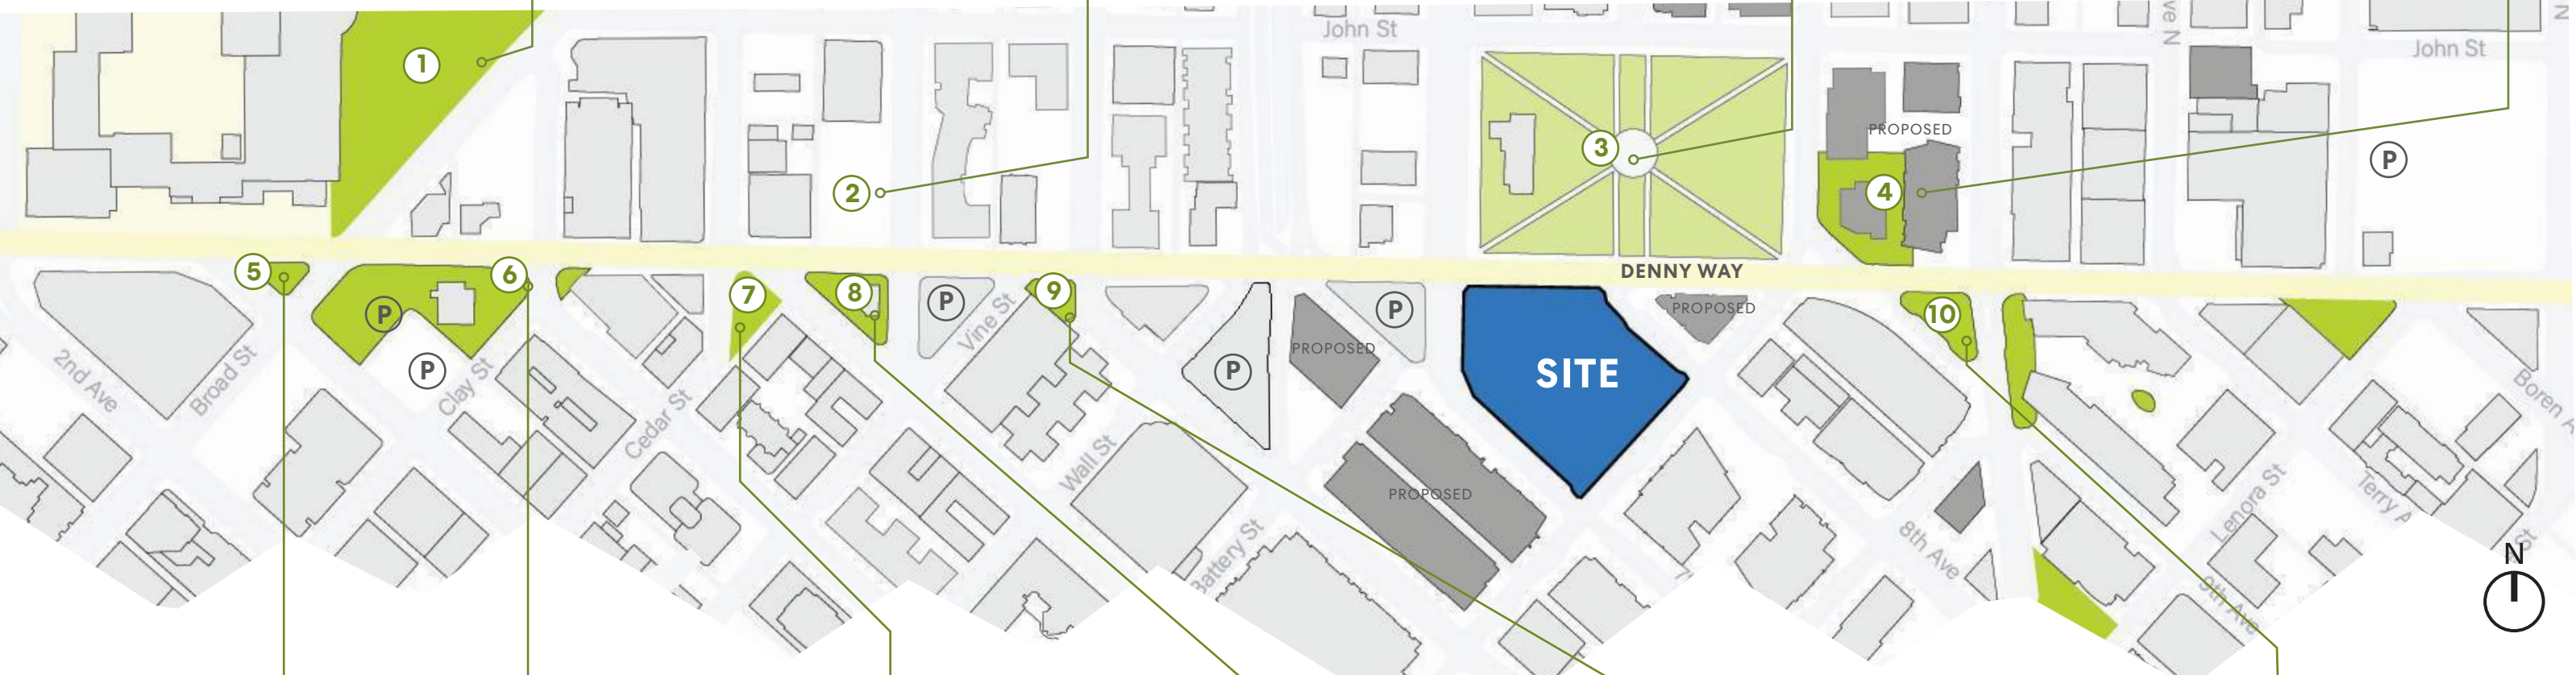 John St
ve N
N
John St
1
2
3
PROPOSED
4
P
DENNY WAY
5
6
7
8
9
10
P
P
P
P
P
PROPOSED
PROPOSED
SITE
PROPOSED
2nd Ave
Broad St
Clay St
Cedar St
Vine St
Wall St
Battery St
8th Ave
9th Ave
Lenora St
Terry A
Boren A
St
N